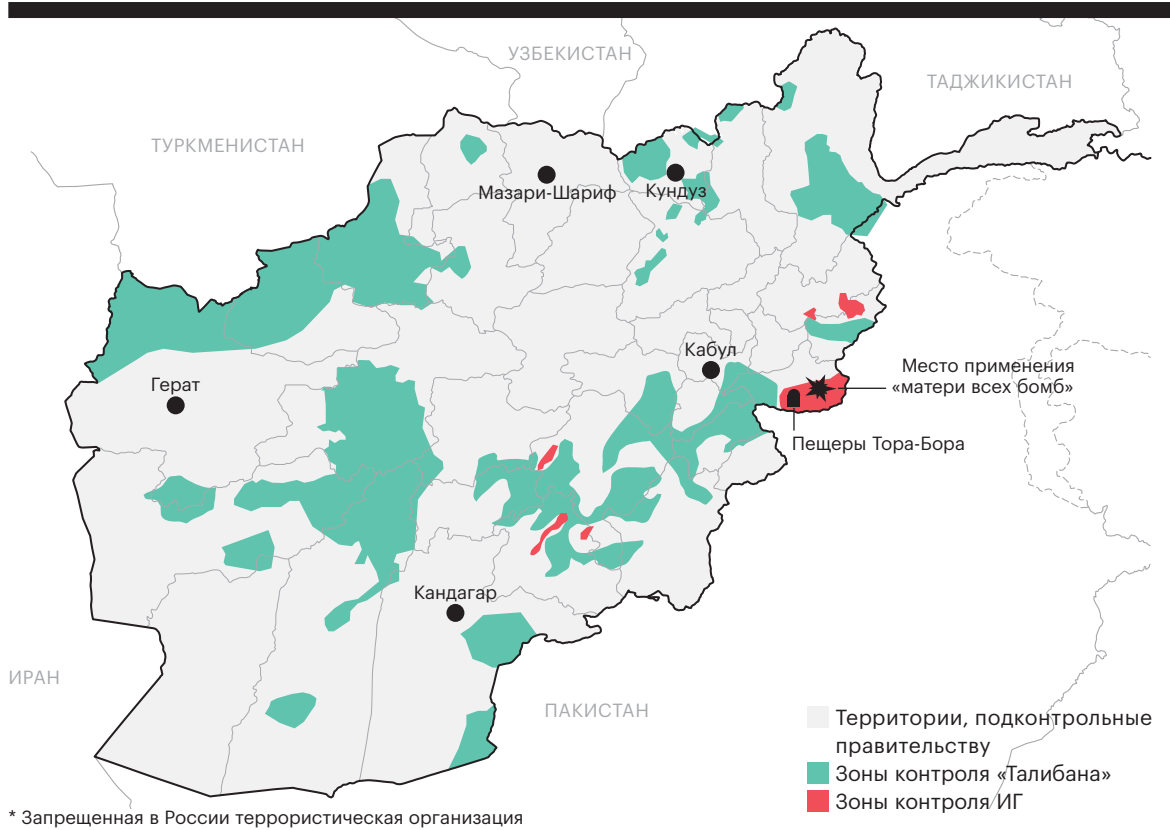 УЗБЕКИСТАН
ТАДЖИКИСТАН
ТУРКМЕНИСТАН
Мазари-Шариф
Кундуз
Кабул
Место применения
«матери всех бомб»
Герат
Пещеры Тора-Бора
Кандагар
ИРАН
ПАКИСТАН
Территории, подконтрольные
правительству
Зоны контроля «Талибана»
Зоны контроля ИГ
* Запрещенная в России террористическая организация